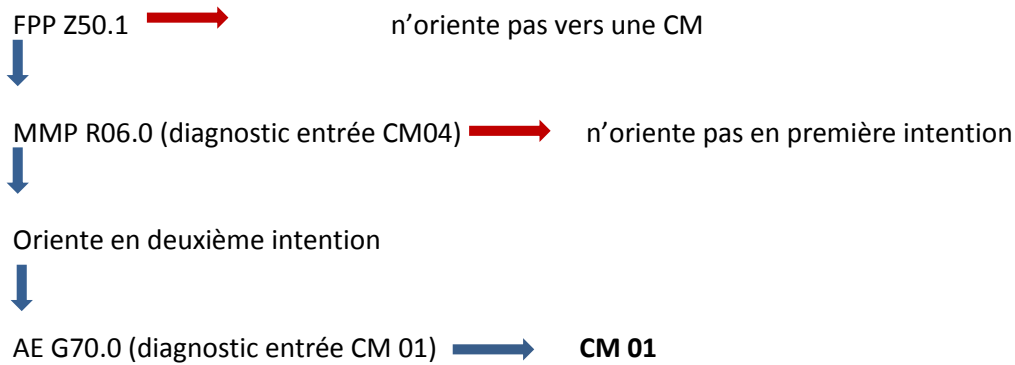 FPP Z50.1 n’oriente pas vers une CM
MMP R06.0 (diagnostic entrée CM04) n’oriente pas en première intention
Oriente en deuxième intention
AE G70.0 (diagnostic entrée CM 01) CM 01